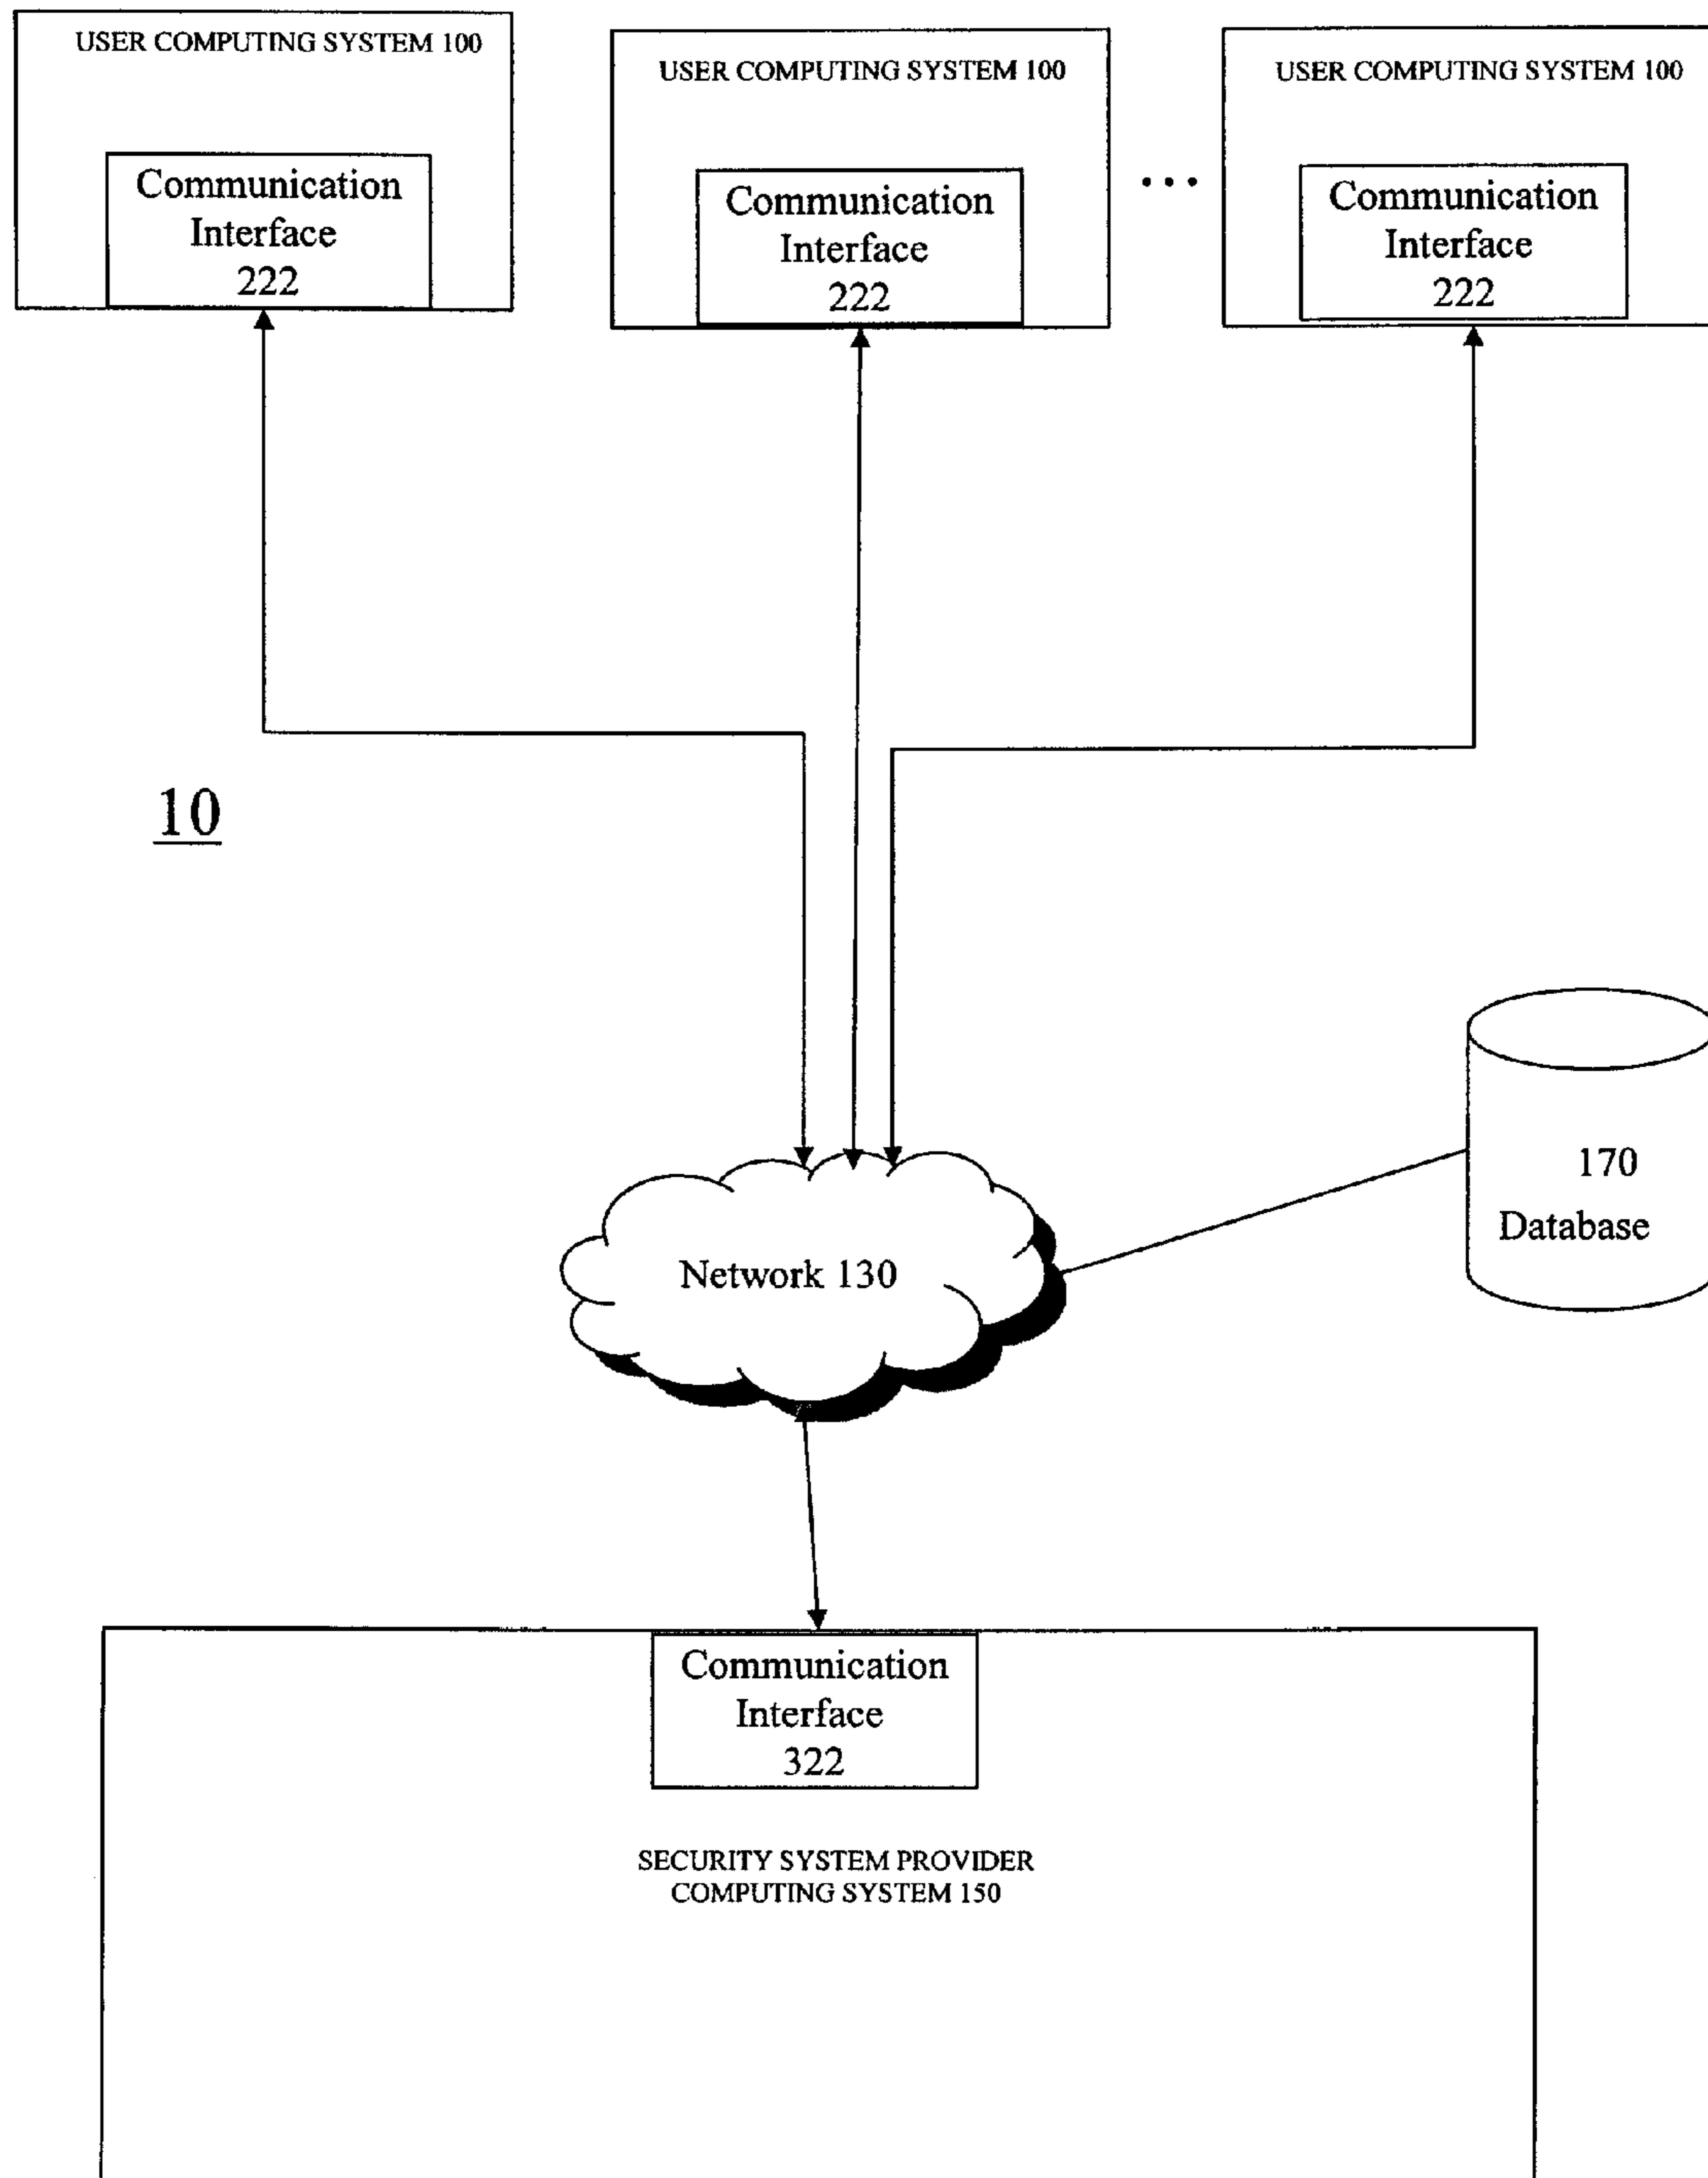 USER COMPUTING SYSTEM 100
Communication
Interface
222
USER COMPUTING SYSTEM 100
Communication
Interface
222
...
USER COMPUTING SYSTEM 100
Communication
Interface
222
10
170
Database
Network 130
Communication
Interface
322
SECURITY SYSTEM PROVIDER
COMPUTING SYSTEM 150